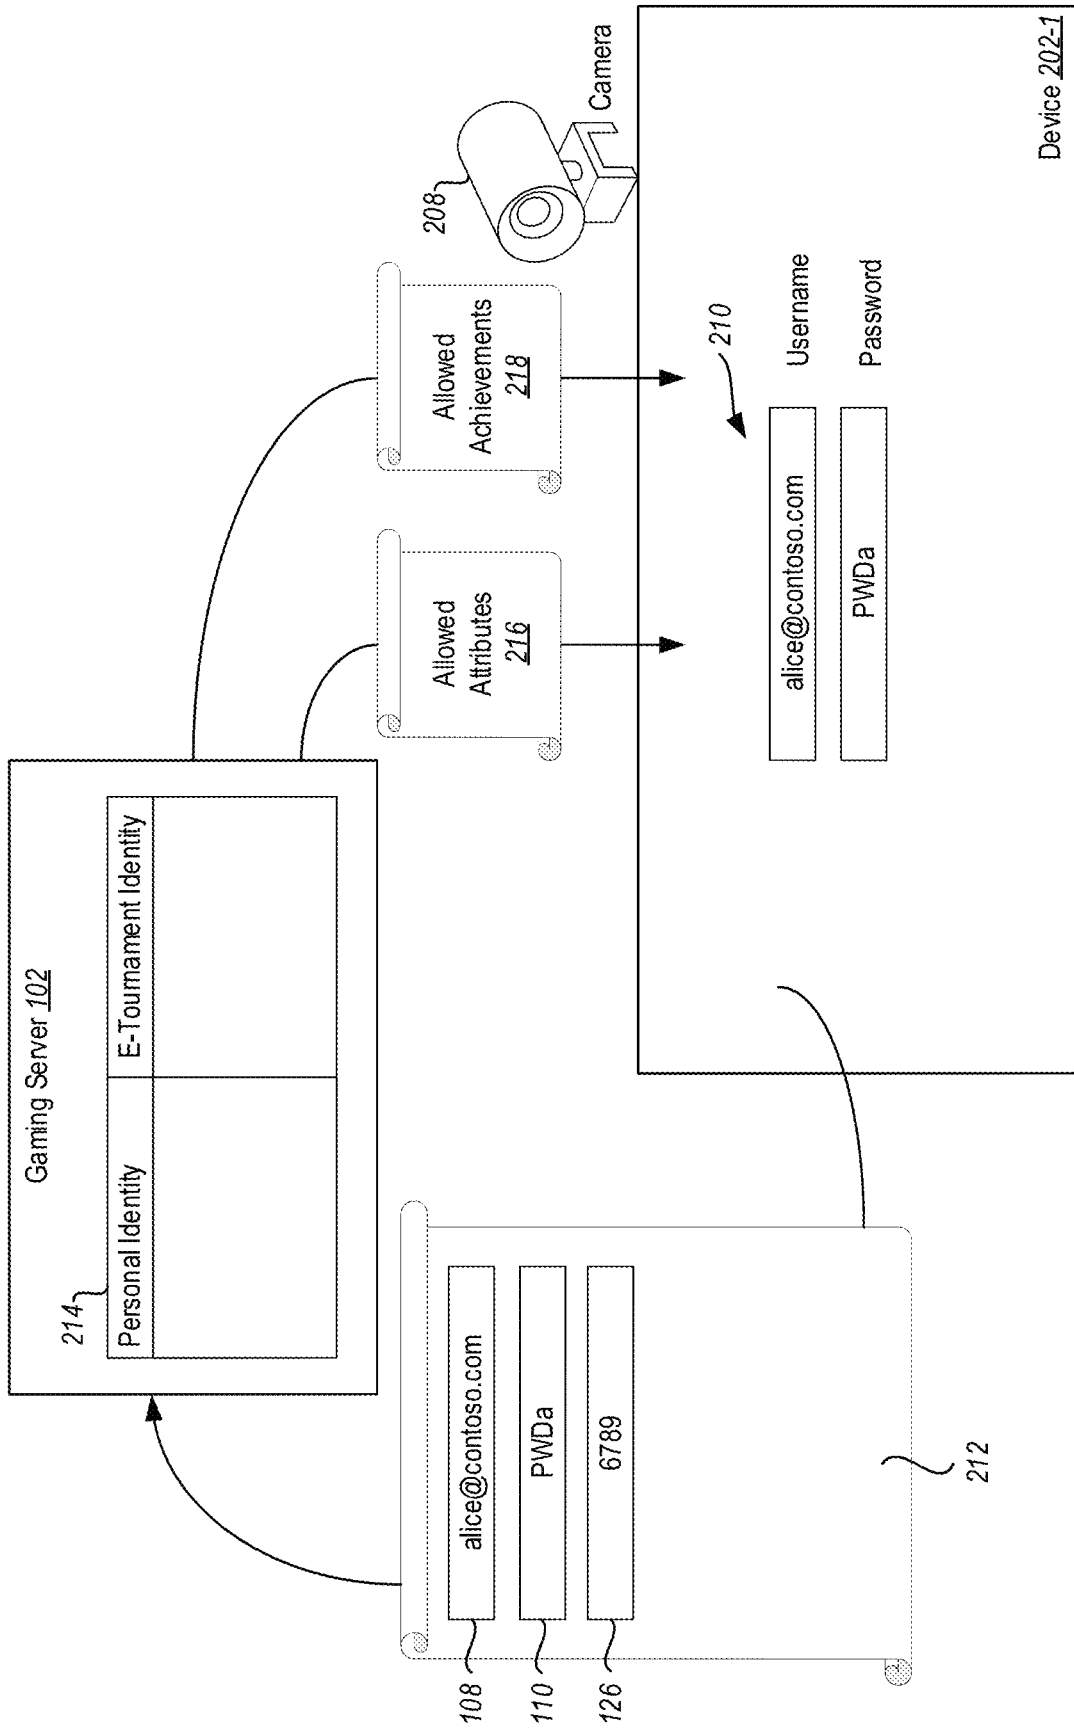 Gaming Server 102
214
Personal Identity
E-Tournament Identity
108
alice@contoso.com
110
PWDa
126
6789
212
Allowed
Attributes
216
Allowed
Achievements
218
208
Camera
210
alice@contoso.com
Username
PWDa
Password
Device 202-1